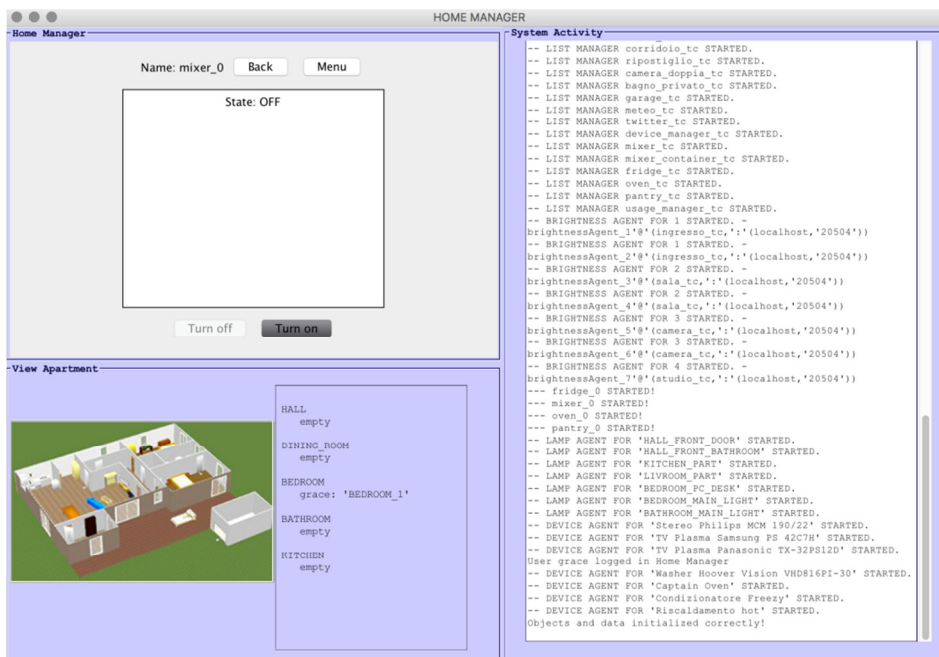 HOME MANAGER
Home Manager
Name: mixer_0
Back
Menu
State: OFF
Turn off
Turn on
View Apartment
HALL
empty
DINING_ROOM
empty
BEDROOM
grace: 'BEDROOM_1'
BATHROOM
empty
KITCHEN
empty
System Activity
-- LIST MANAGER corridoio_tc STARTED.
-- LIST MANAGER ripostiglio_tc STARTED.
-- LIST MANAGER camera_doppia_tc STARTED.
-- LIST MANAGER bagno_privato_tc STARTED.
-- LIST MANAGER garage_tc STARTED.
-- LIST MANAGER meteo_tc STARTED.
-- LIST MANAGER twitter_tc STARTED.
-- LIST MANAGER device_manager_tc STARTED.
-- LIST MANAGER mixer_tc STARTED.
-- LIST MANAGER mixer_container_tc STARTED.
-- LIST MANAGER fridge_tc STARTED.
-- LIST MANAGER oven_tc STARTED.
-- LIST MANAGER pantry_tc STARTED.
-- LIST MANAGER usage_manager_tc STARTED.
-- BRIGHTNESS AGENT FOR 1 STARTED. -
brightnessAgent_1'@'(ingresso_tc,':'(localhost,'20504'))
-- BRIGHTNESS AGENT FOR 1 STARTED. -
brightnessAgent_2'@'(ingresso_tc,':'(localhost,'20504'))
-- BRIGHTNESS AGENT FOR 2 STARTED. -
brightnessAgent_3'@'(sala_tc,':'(localhost,'20504'))
-- BRIGHTNESS AGENT FOR 2 STARTED. -
brightnessAgent_4'@'(sala_tc,':'(localhost,'20504'))
-- BRIGHTNESS AGENT FOR 3 STARTED. -
brightnessAgent_5'@'(camera_tc,':'(localhost,'20504'))
-- BRIGHTNESS AGENT FOR 3 STARTED. -
brightnessAgent_6'@'(camera_tc,':'(localhost,'20504'))
-- BRIGHTNESS AGENT FOR 4 STARTED. -
brightnessAgent_7'@'(studio_tc,':'(localhost,'20504'))
--- fridge_0 STARTED!
--- mixer_0 STARTED!
--- oven_0 STARTED!
--- pantry_0 STARTED!
-- LAMP AGENT FOR 'HALL_FRONT_DOOR' STARTED.
-- LAMP AGENT FOR 'HALL_FRONT_BATHROOM' STARTED.
-- LAMP AGENT FOR 'KITCHEN_PART' STARTED.
-- LAMP AGENT FOR 'LIVROOM_PART' STARTED.
-- LAMP AGENT FOR 'BEDROOM_PC_DESK' STARTED.
-- LAMP AGENT FOR 'BEDROOM_MAIN_LIGHT' STARTED.
-- LAMP AGENT FOR 'BATHROOM_MAIN_LIGHT' STARTED.
-- DEVICE AGENT FOR 'Stereo Philips MCM 190/22' STARTED.
-- DEVICE AGENT FOR 'TV Plasma Samsung PS 42C7H' STARTED.
-- DEVICE AGENT FOR 'TV Plasma Panasonic TX-32PS12D' STARTED.
User grace logged in Home Manager
-- DEVICE AGENT FOR 'Washer Hoover Vision VHD816PI-30' STARTED.
-- DEVICE AGENT FOR 'Captain Oven' STARTED.
-- DEVICE AGENT FOR 'Condizionatore Freezy' STARTED.
-- DEVICE AGENT FOR 'Riscaldamento hot' STARTED.
Objects and data initialized correctly!